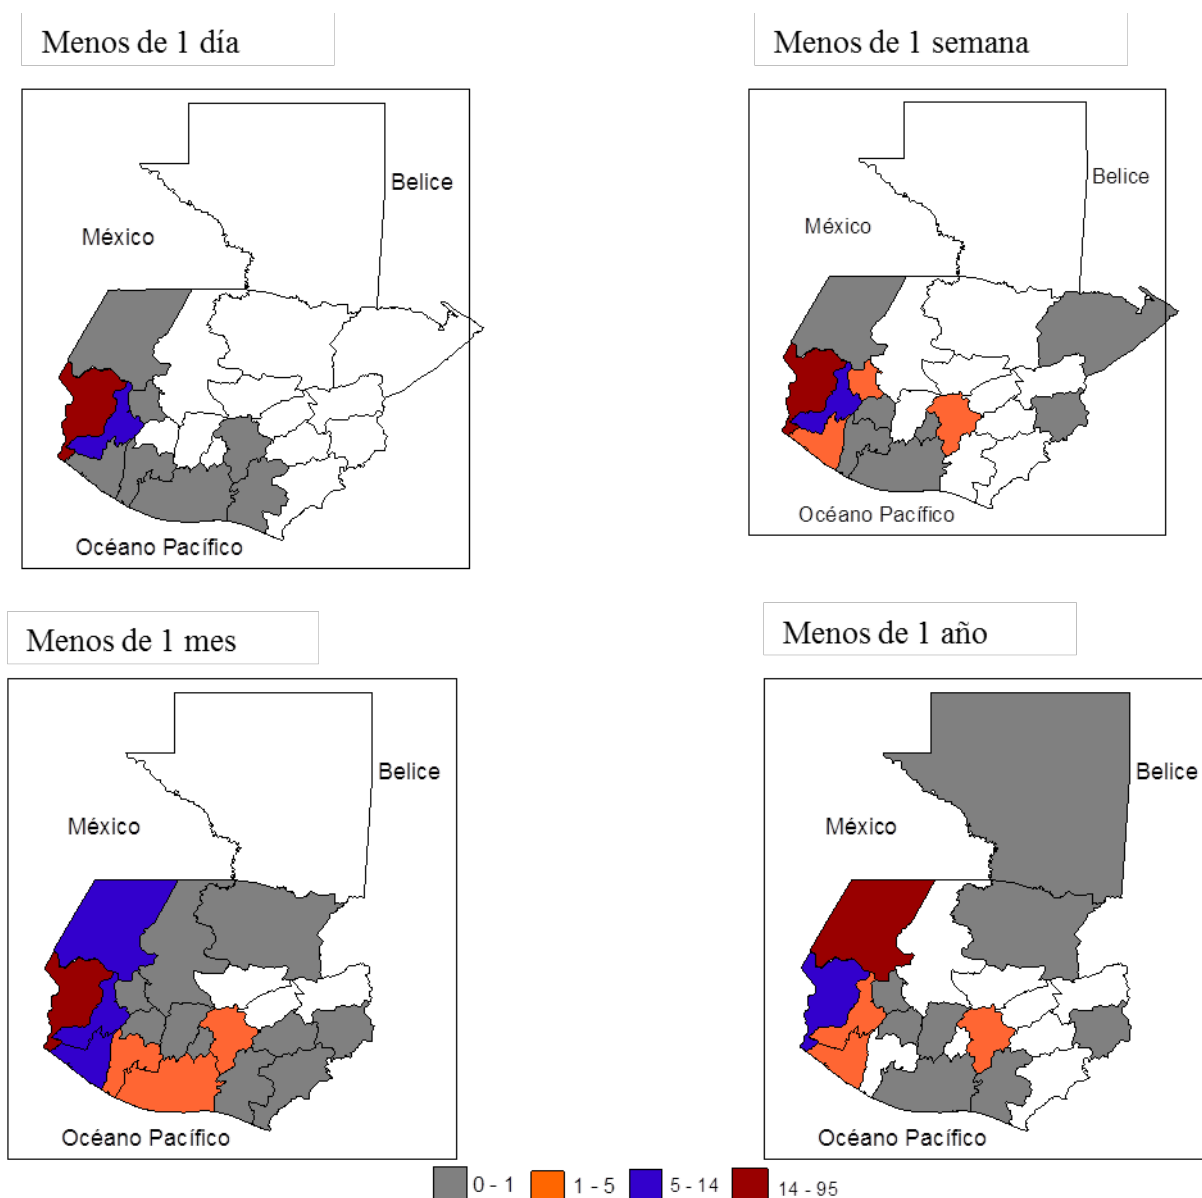 Menos de 1 día
Menos de 1 semana
Belice
México
Océano Pacífico
Belice
México
Océano Pacífico
Menos de 1 mes
Menos de 1 año
Belice
México
Océano Pacífico
Belice
México
Océano Pacífico
0 - 1
1 - 5
5 - 14
14 - 95